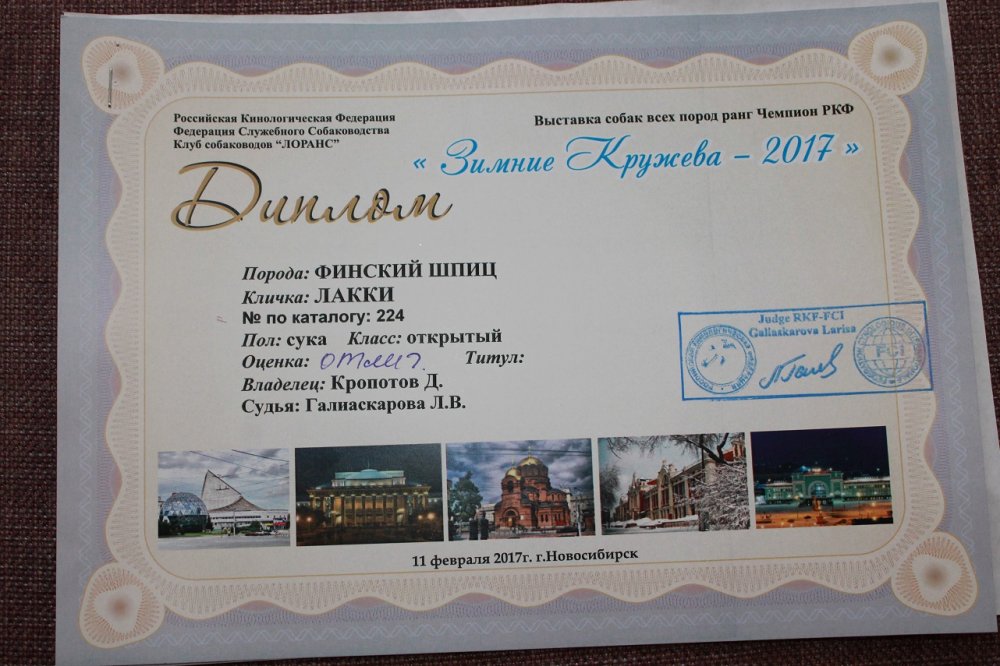 Российская Кинологическая Федерация
Федерация Служебного Собаководства
Клуб собаководов “ЛОРАНС”
Выставка собак всех пород ранг Чемпион РКФ
« Зимние Кружева – 2017 »
Диплом
Порода: ФИНСКИЙ ШПИЦ
Кличка: ЛАККИ
№ по каталогу: 224
Пол: сука Класс: открытый
Оценка: отлич. Титул:
Владелец: Кропотов Д.
Судья: Галиаскарова Л.В.
Judge RKF-FCI
Galiaskarova Larisa
FCI
11 февраля 2017г. г.Новосибирск